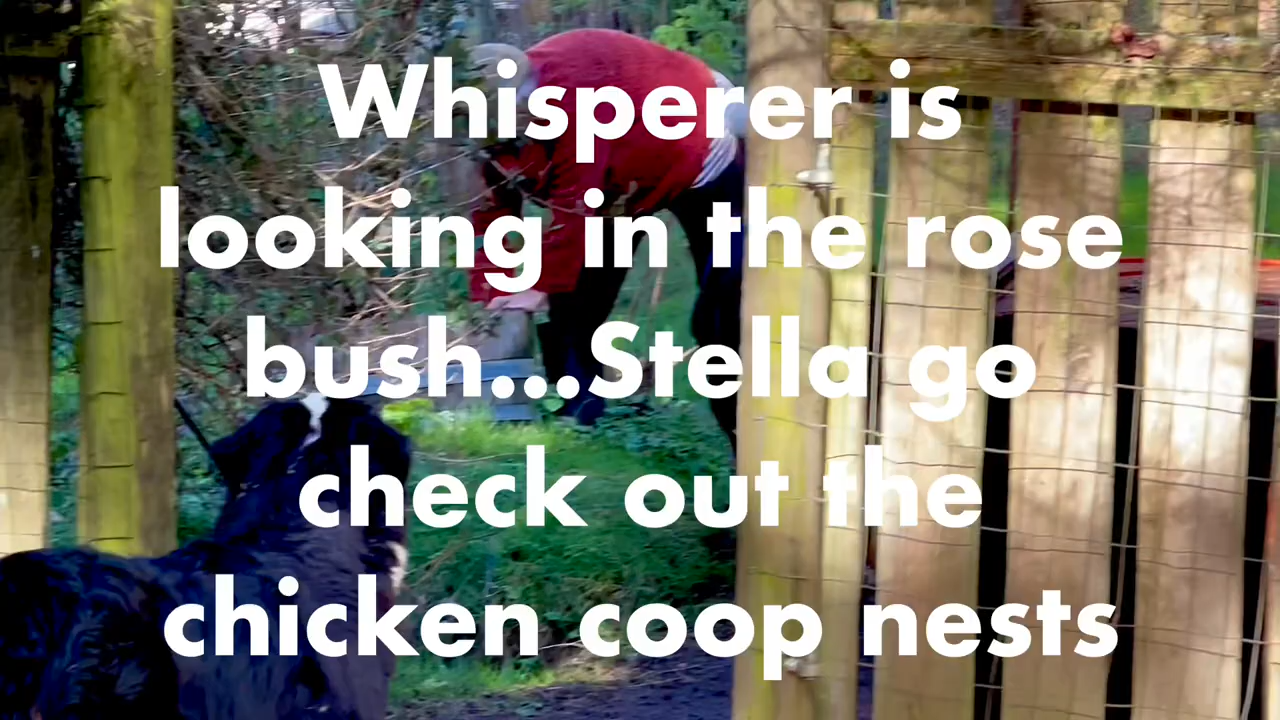 Whisperer is
looking in the rose
bush...Stella go
check out the
chicken coop nests